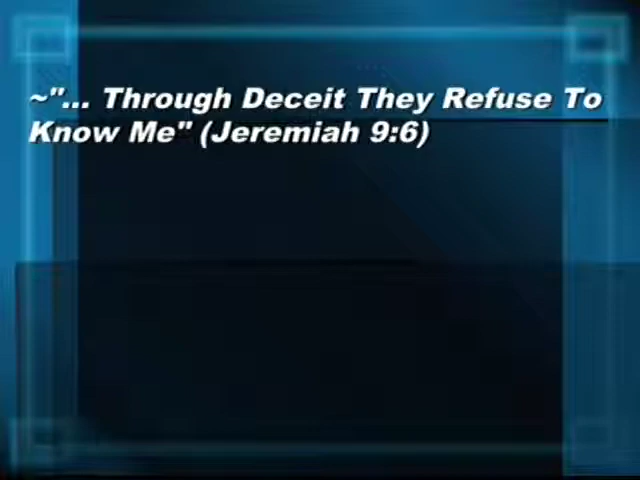 ~"... Through Deceit They Refuse To
Know Me" (Jeremiah 9:6)